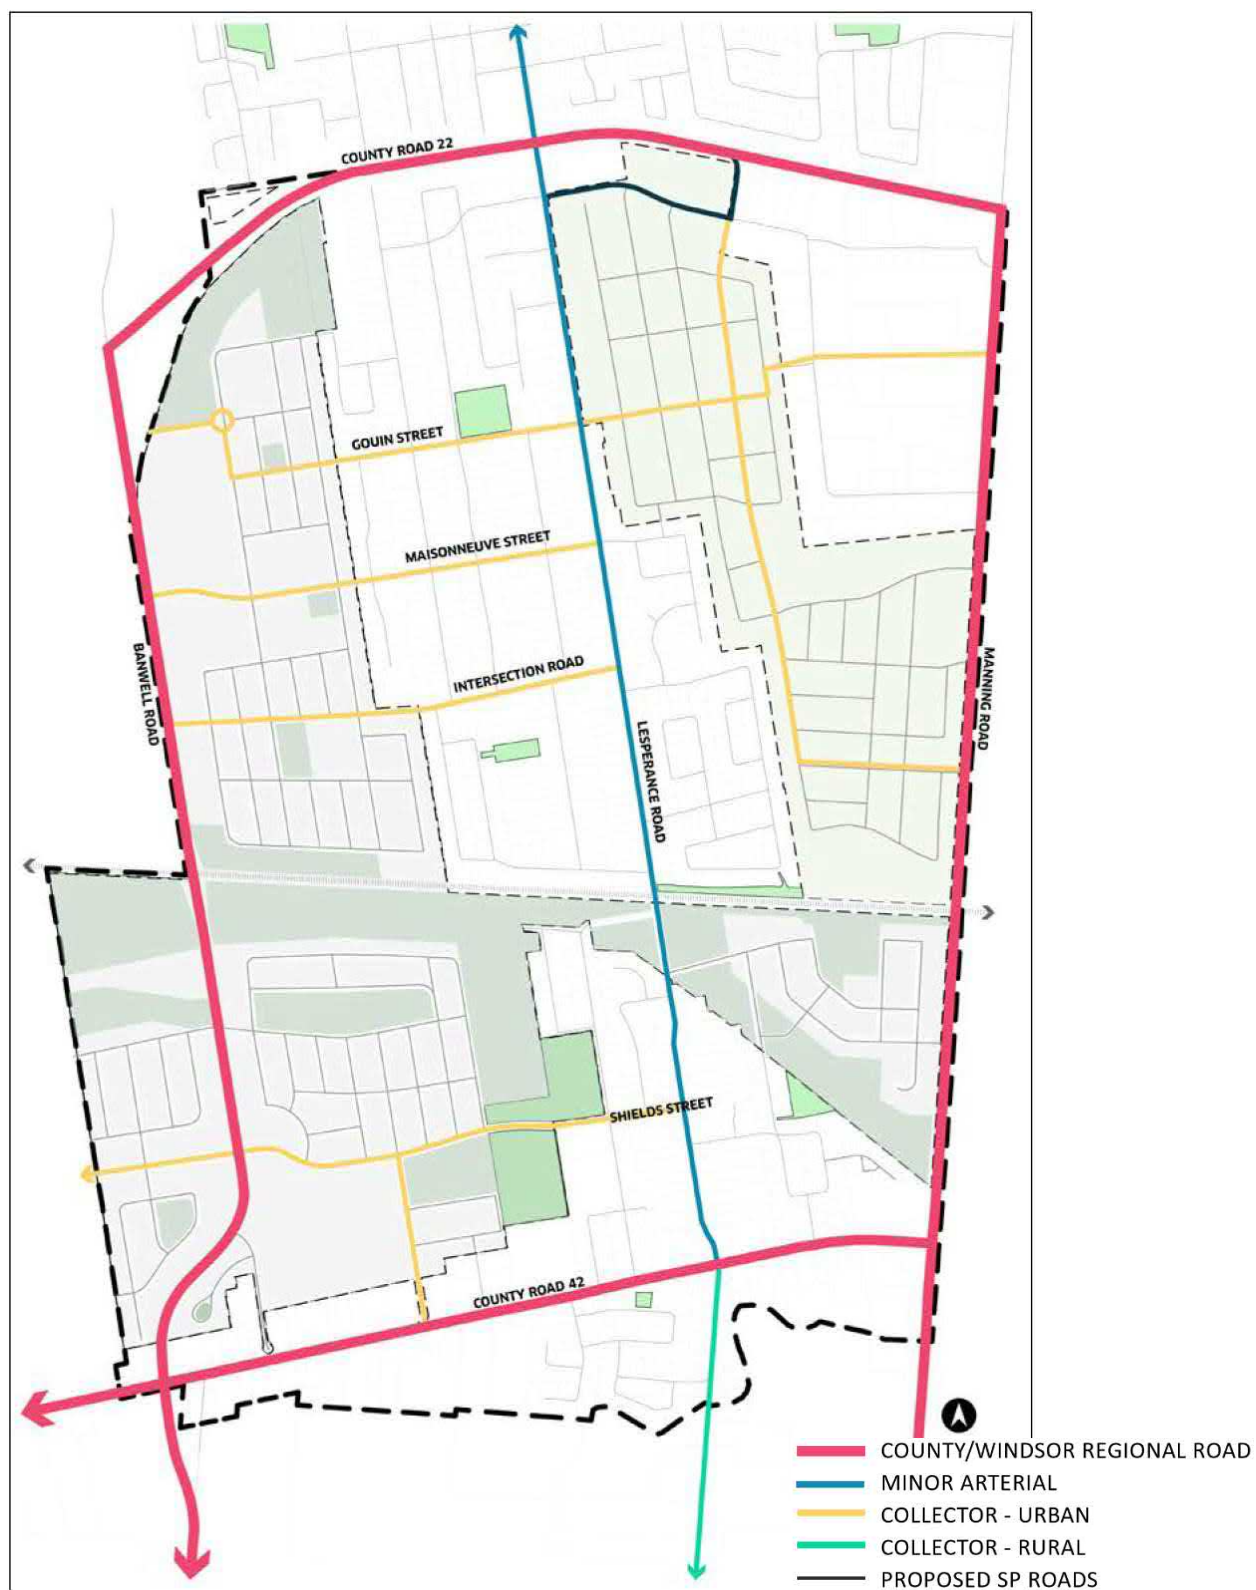 COUNTY ROAD 22
GOUIN STREET
MAISONNEUVE STREET
INTERSECTION ROAD
BANWELL ROAD
LESPERANCE ROAD
MANNING ROAD
SHIELDS STREET
COUNTY ROAD 42
COUNTY/WINDSOR REGIONAL ROAD
MINOR ARTERIAL
COLLECTOR - URBAN
COLLECTOR - RURAL
PROPOSED SP ROADS